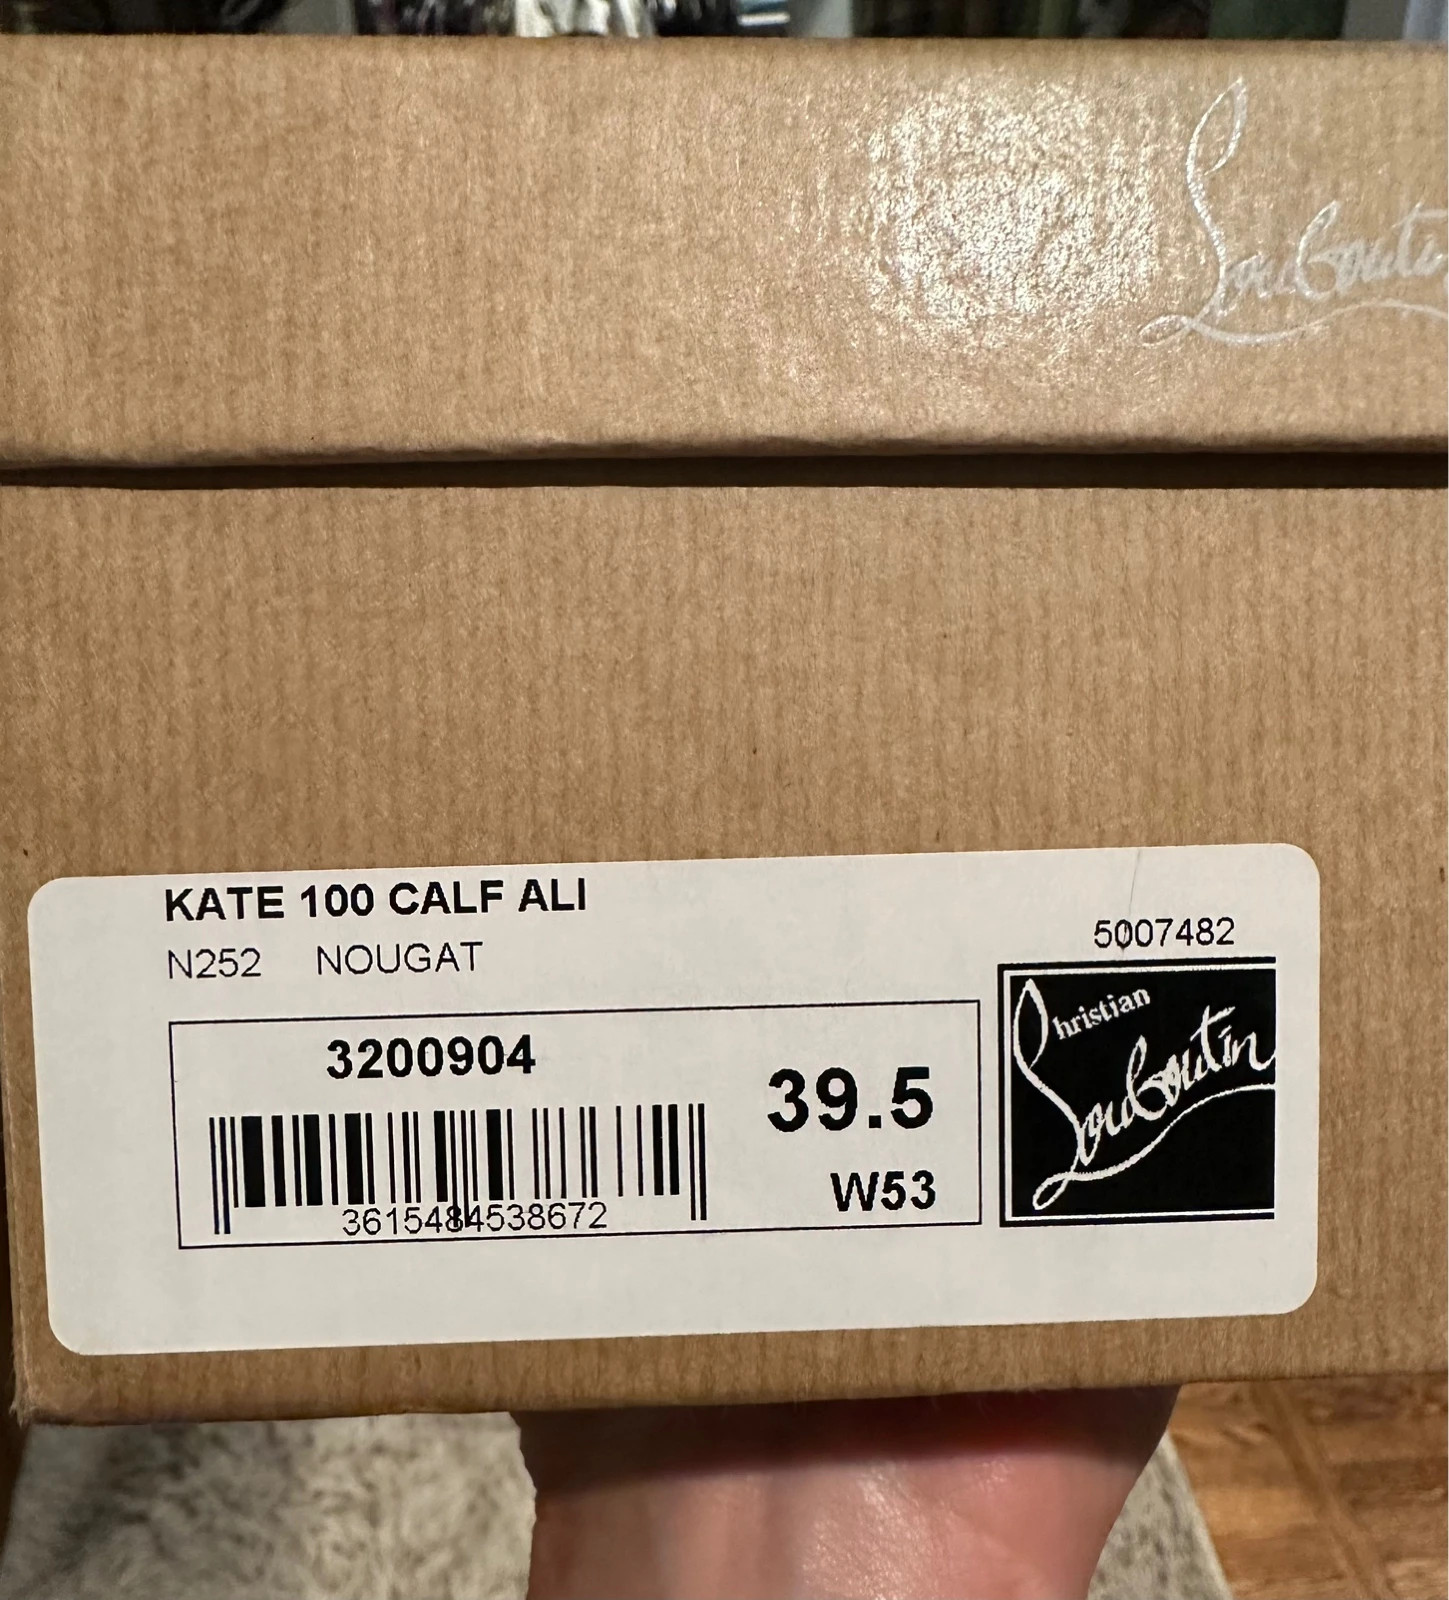 Louboutin
KATE 100 CALF ALI
N252 NOUGAT
5007482
3200904
39.5
W53
3615484538672
Christian
Louboutin